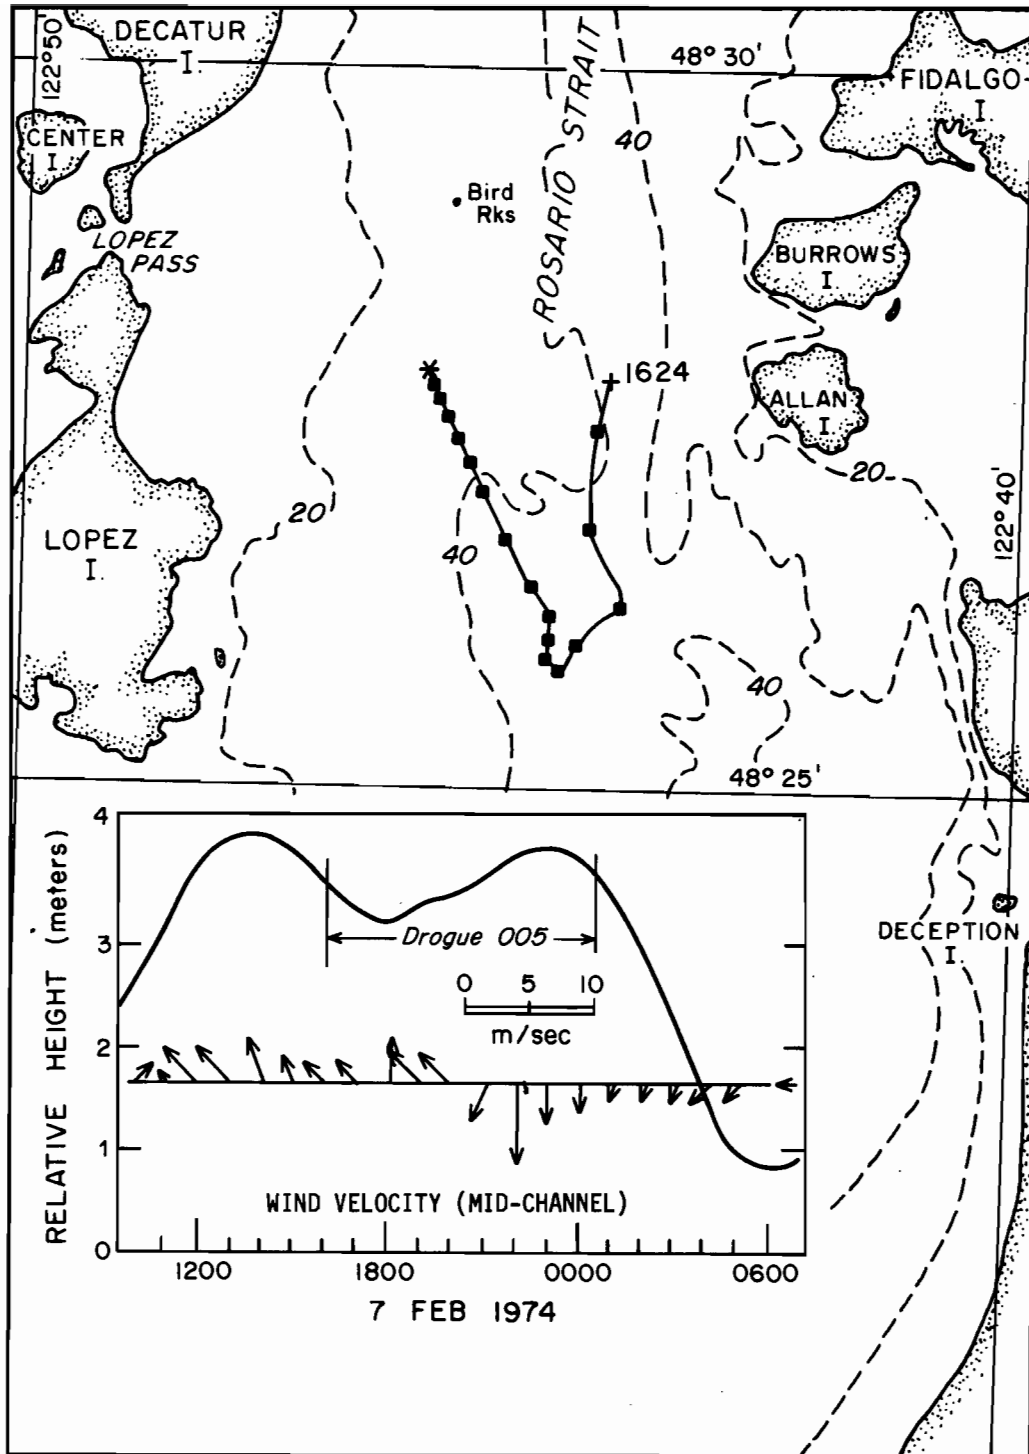 DECATUR
I.
122° 50'
48° 30'
FIDALGO
I
CENTER
I
ROSARIO STRAIT
40
Bird
Rks
LOPEZ
PASS
BURROWS
I
1624
ALLAN
I
20
20
122° 40'
LOPEZ
I.
40
40
48° 25'
4
3
2
1
0
RELATIVE HEIGHT (meters)
Drogue 005
0 5 10
m/sec
DECEPTION
I.
WIND VELOCITY (MID-CHANNEL)
1200 1800 0000 0600
7 FEB 1974